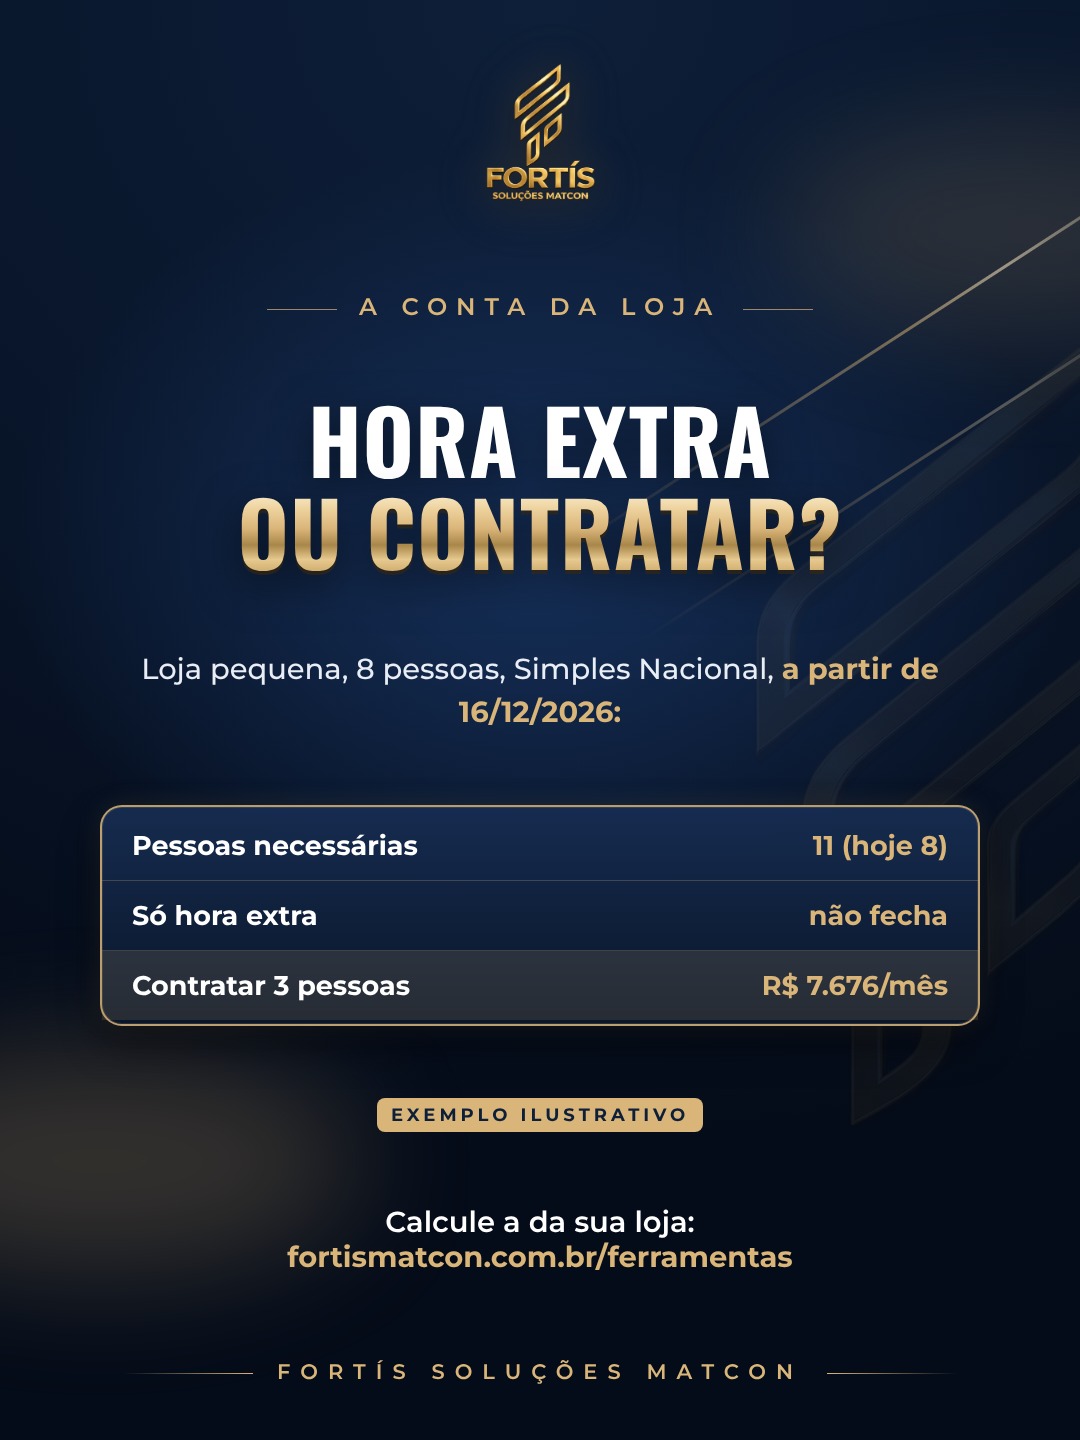 FORTÍS
SOLUÇÕES MATCON
A CONTA DA LOJA
HORA EXTRA
OU CONTRATAR?
Loja pequena, 8 pessoas, Simples Nacional, a partir de
16/12/2026:
Pessoas necessárias 11 (hoje 8)
Só hora extra não fecha
Contratar 3 pessoas R$ 7.676/mês
EXEMPLO ILUSTRATIVO
Calcule a da sua loja:
fortismatcon.com.br/ferramentas
FORTÍS SOLUÇÕES MATCON